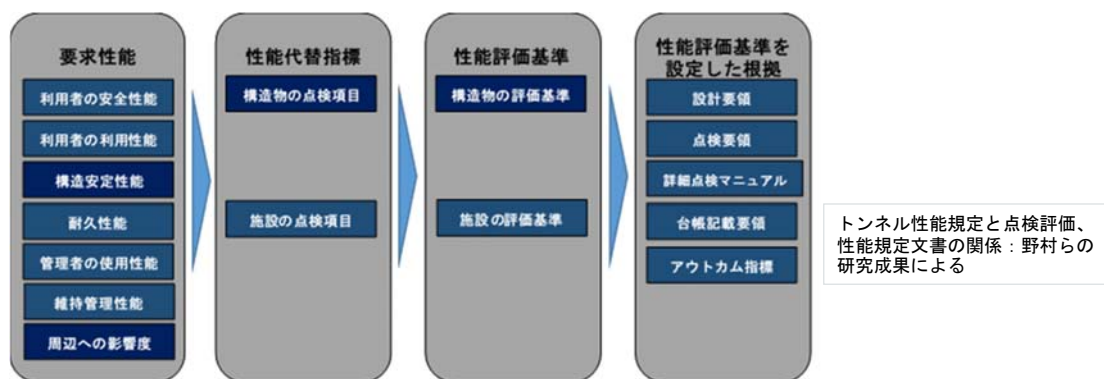 要求性能
利用者の安全性能
利用者の利用性能
構造安定性能
耐久性能
管理者の使用性能
維持管理性能
周辺への影響度
性能代替指標
構造物の点検項目
施設の点検項目
性能評価基準
構造物の評価基準
施設の評価基準
性能評価基準を
設定した根拠
設計要領
点検要領
詳細点検マニュアル
台帳記載要領
アウトカム指標
トンネル性能規定と点検評価、
性能規定文書の関係：野村らの
研究成果による